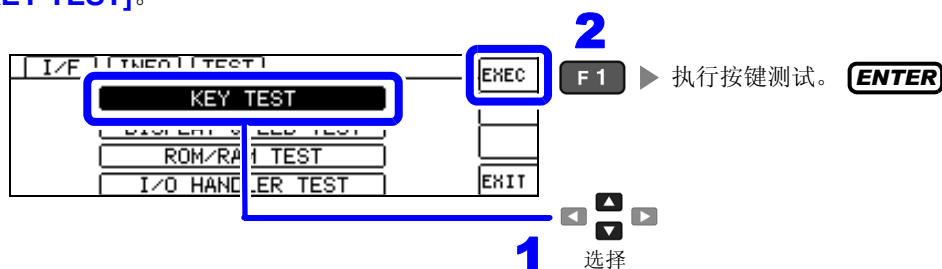 KEY TEST]。
2
I/F INFO TEST
EXEC
F1 ▶ 执行按键测试。 ENTER
KEY TEST
ROM/RAM TEST
I/O HANDLER TEST
EXIT
1
选择